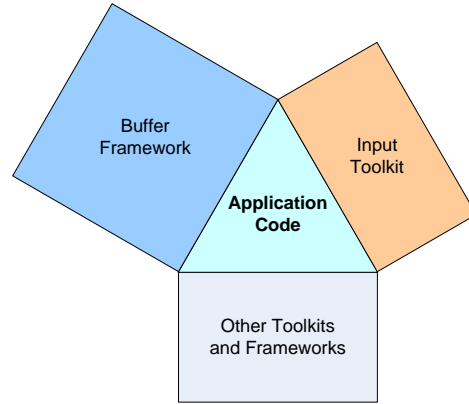 Buffer
Framework
Input
Toolkit
Application
Code
Other Toolkits
and Frameworks